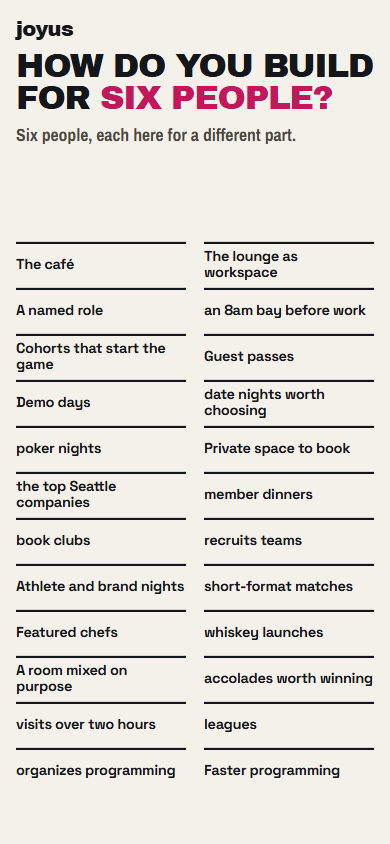 joyus
HOW DO YOU BUILD
FOR SIX PEOPLE?
Six people, each here for a different part.
The café
The lounge as
workspace
A named role
an 8am bay before work
Cohorts that start the
game
Guest passes
Demo days
date nights worth
choosing
poker nights
Private space to book
the top Seattle
companies
member dinners
book clubs
recruits teams
Athlete and brand nights
short-format matches
Featured chefs
whiskey launches
A room mixed on
purpose
accolades worth winning
visits over two hours
leagues
organizes programming
Faster programming